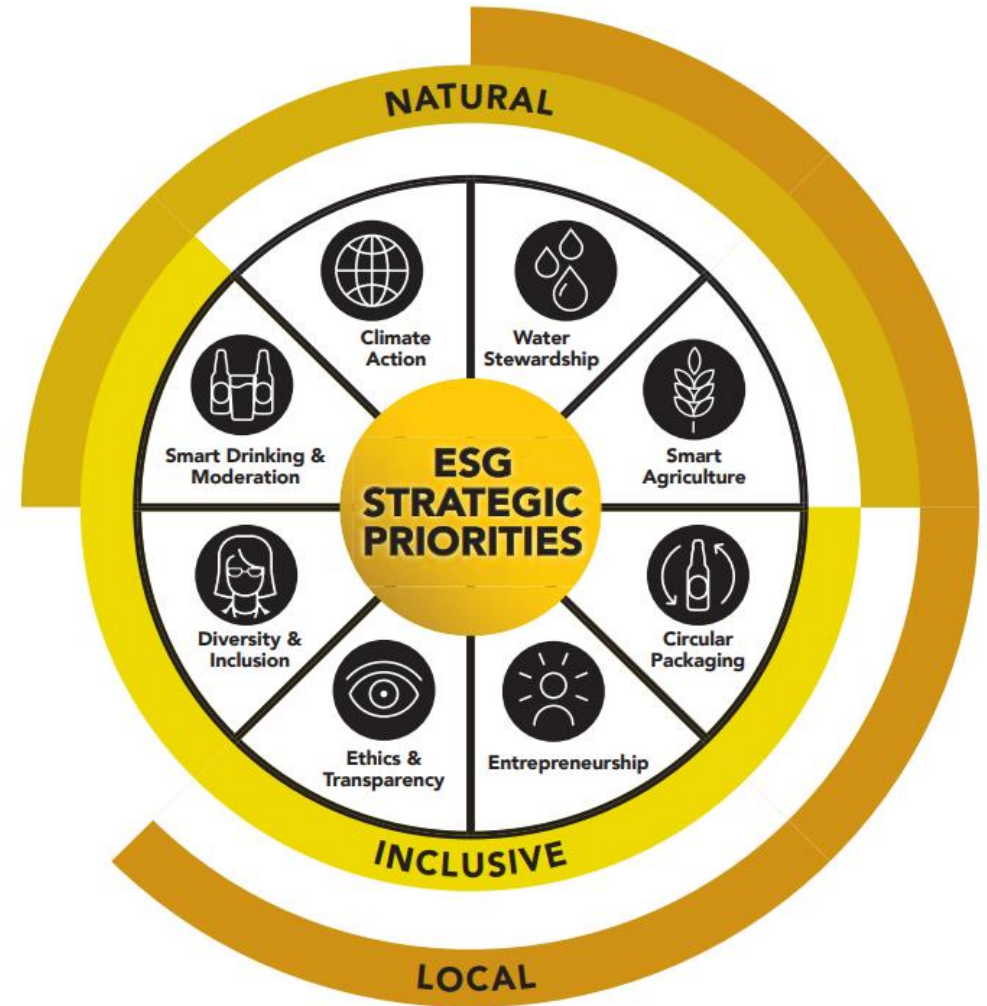 NATURAL
Climate
Action
Water
Stewardship
Smart Drinking &
Moderation
Smart
Agriculture
ESG
STRATEGIC
PRIORITIES
Diversity &
Inclusion
Circular
Packaging
Ethics &
Transparency
Entrepreneurship
INCLUSIVE
LOCAL